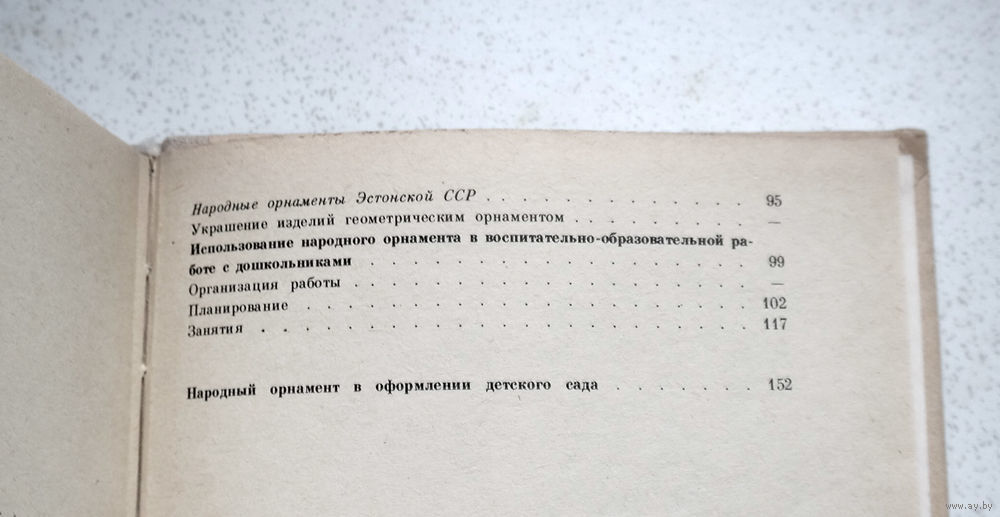 Народные орнаменты Эстонской ССР . . . . . . . . . . . . . 95
Украшение изделий геометрическим орнаментом . . . . . . . . . —
Использование народного орнамента в воспитательно-образовательной ра-
боте с дошкольниками . . . . . . . . . . . . . . . . . . 99
Организация работы . . . . . . . . . . . . . . . . . . . —
Планирование . . . . . . . . . . . . . . . . . . . . . 102
Занятия . . . . . . . . . . . . . . . . . . . . . . . 117
Народный орнамент в оформлении детского сада . . . . . . . 152
www.ay.by